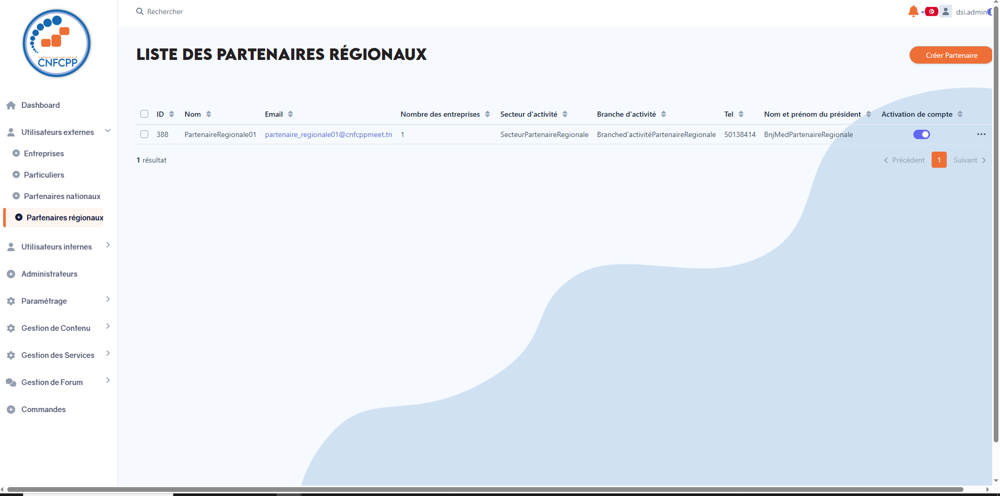 Rechercher
dsi.admin
CNFCPP
LISTE DES PARTENAIRES RÉGIONAUX
Créer Partenaire
Dashboard
Utilisateurs externes
Entreprises
Particuliers
Partenaires nationaux
Partenaires régionaux
Utilisateurs internes
Administrateurs
Paramétrage
Gestion de Contenu
Gestion des Services
Gestion de Forum
Commandes
ID Nom Email Nombre des entreprises Secteur d'activité Branche d'activité Tel Nom et prénom du président Activation de compte
388 PartenaireRegionale01 partenaire_regionale01@cnfcppmeet.tn 1 SecteurPartenaireRegionale Branched'activitéPartenaireRegionale 50138414 BnjMedPartenaireRegionale
1 résultat
Précédent 1 Suivant